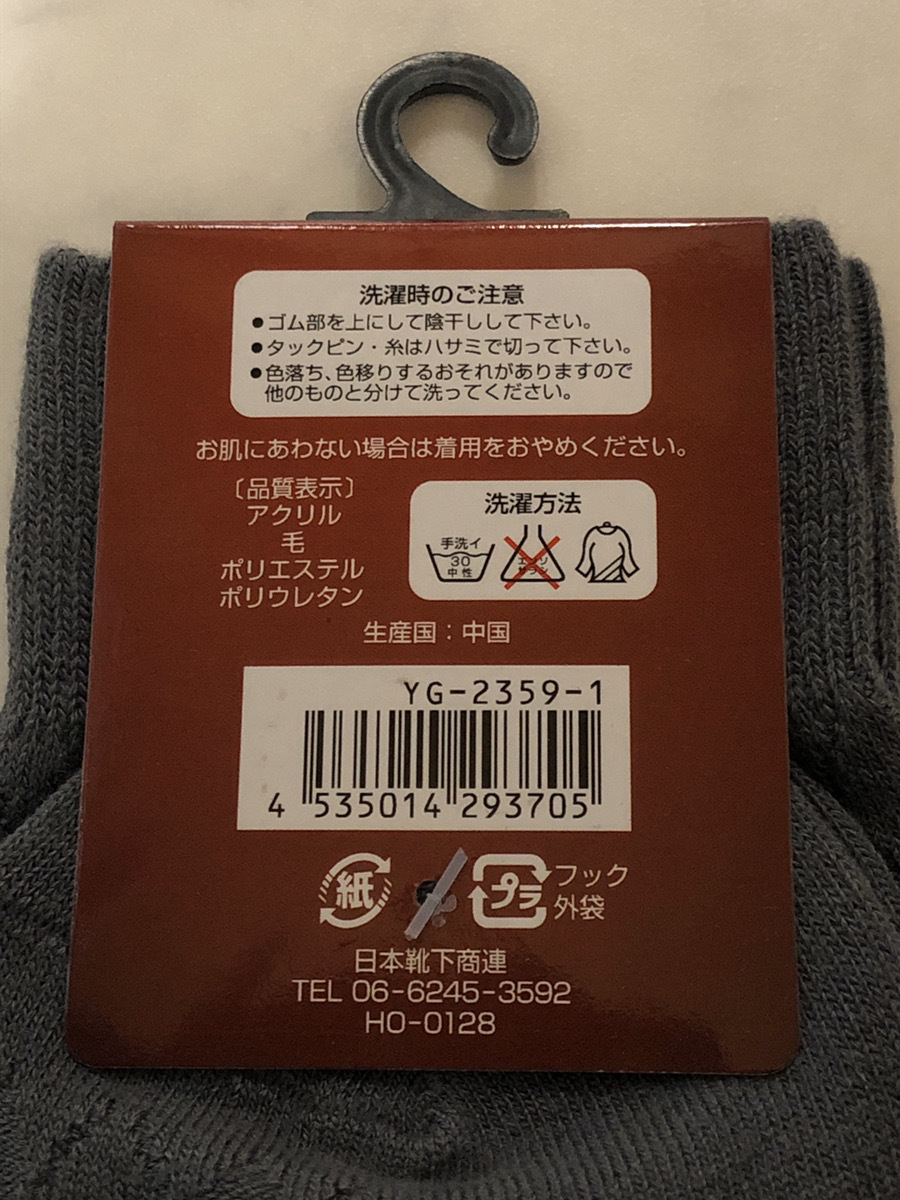 洗濯時のご注意
●ゴム部を上にして陰干しして下さい。
●タックピン・糸はハサミで切って下さい。
●色落ち、色移りするおそれがありますので
他のものと分けて洗ってください。
お肌にあわない場合は着用をおやめください。
〔品質表示〕
アクリル
毛
ポリエステル
ポリウレタン
洗濯方法
手洗イ
30
中性
生産国：中国
YG-2359-1
4 535014 293705
紙
プラ
フック
外袋
日本靴下商連
TEL 06-6245-3592
HO-0128